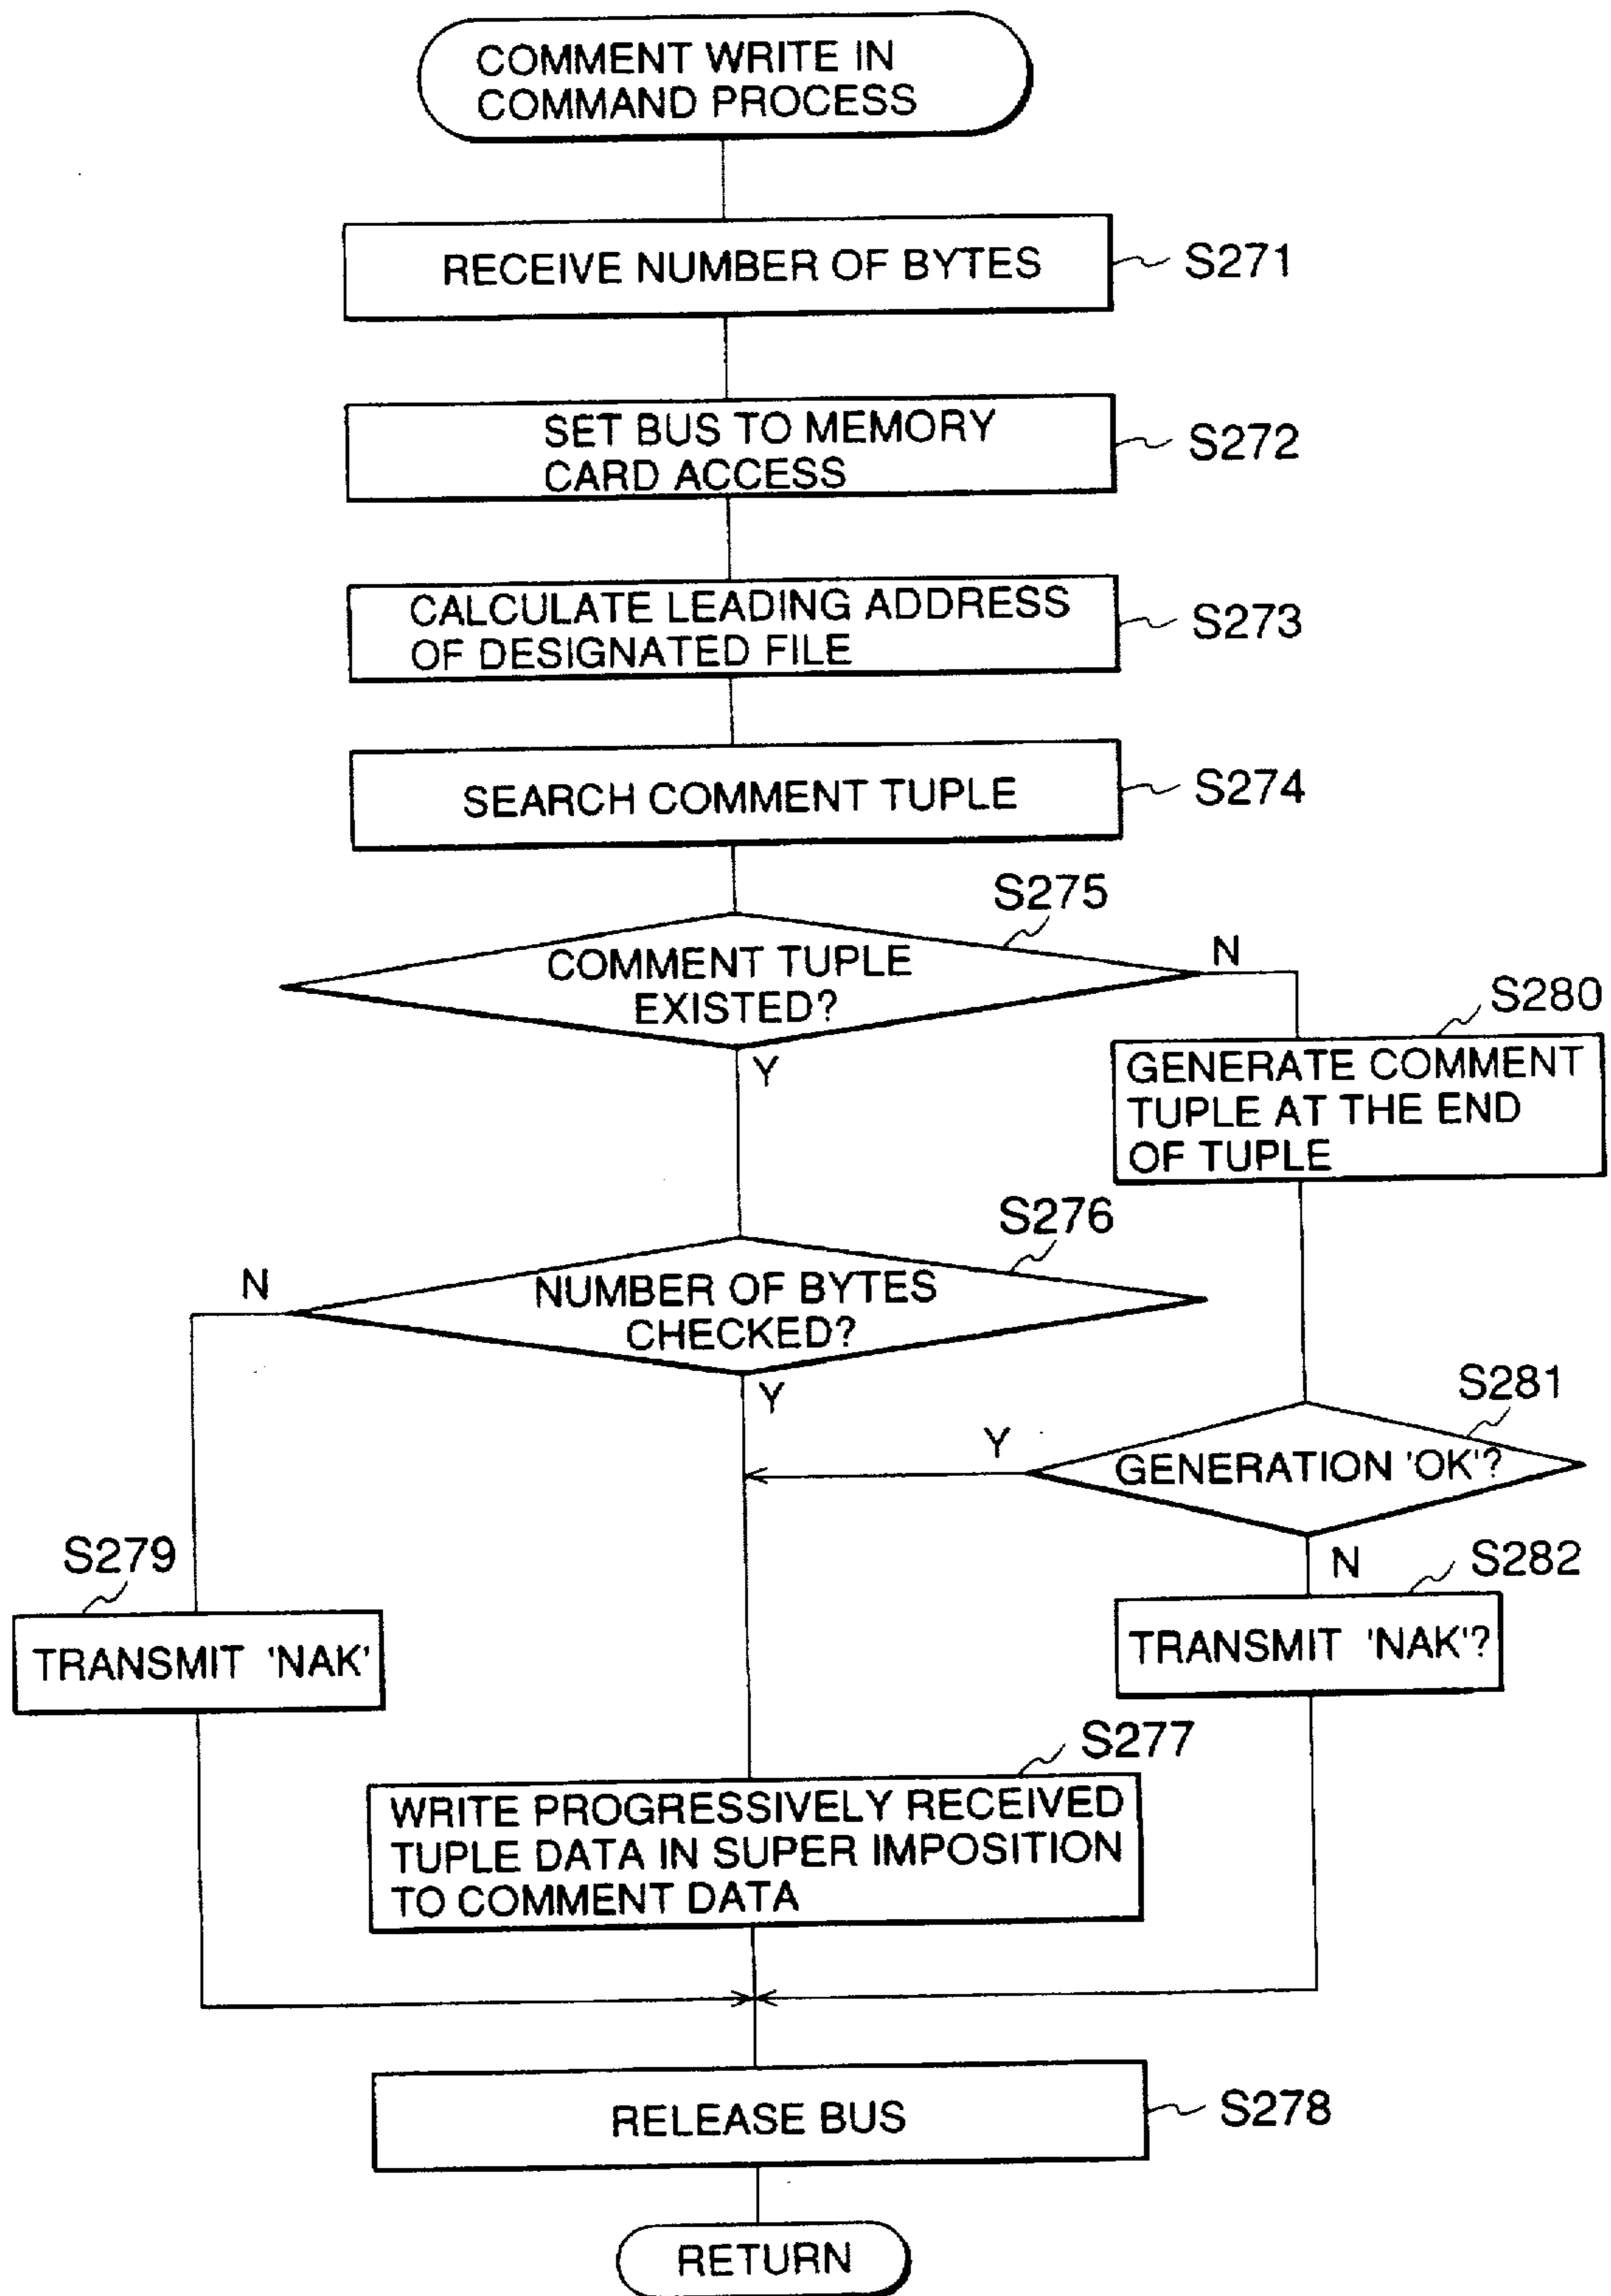 COMMENT WRITE IN
COMMAND PROCESS
RECEIVE NUMBER OF BYTES
S271
SET BUS TO MEMORY
CARD ACCESS
S272
CALCULATE LEADING ADDRESS
OF DESIGNATED FILE
S273
SEARCH COMMENT TUPLE
S274
S275
COMMENT TUPLE
EXISTED?
N
Y
S280
GENERATE COMMENT
TUPLE AT THE END
OF TUPLE
S276
N
NUMBER OF BYTES
CHECKED?
Y
S281
Y
GENERATION 'OK'?
N
S279
TRANSMIT 'NAK'
S282
TRANSMIT 'NAK'?
S277
WRITE PROGRESSIVELY RECEIVED
TUPLE DATA IN SUPER IMPOSITION
TO COMMENT DATA
RELEASE BUS
S278
RETURN